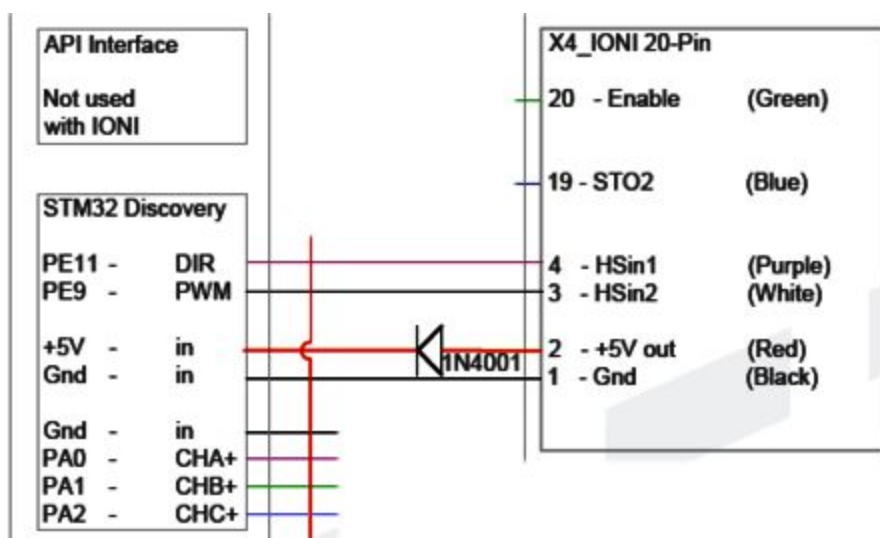 API Interface
Not used
with IONI
STM32 Discovery
PE11 - DIR
PE9 - PWM
+5V - in
Gnd - in
Gnd - in
PA0 - CHA+
PA1 - CHB+
PA2 - CHC+
1N4001
X4_IONI 20-Pin
20 - Enable (Green)
19 - STO2 (Blue)
4 - HSin1 (Purple)
3 - HSin2 (White)
2 - +5V out (Red)
1 - Gnd (Black)